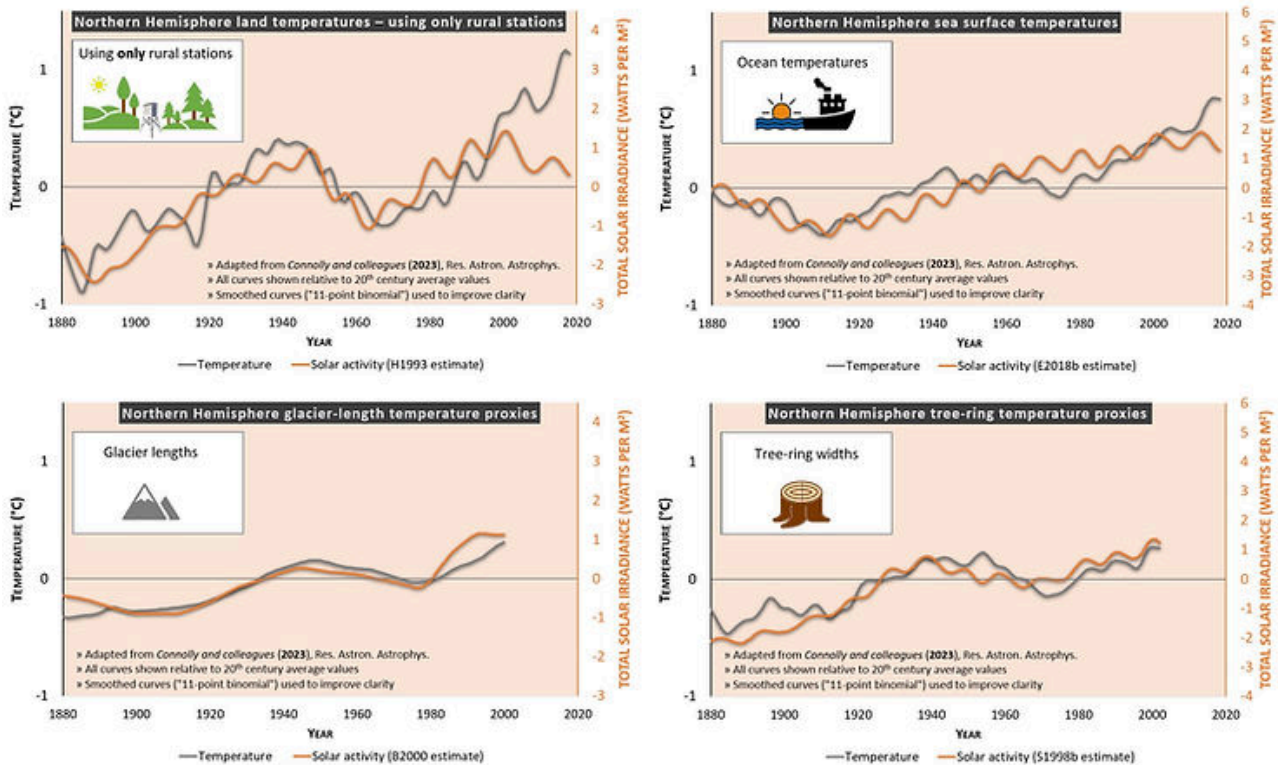 Northern Hemisphere land temperatures – using only rural stations
Using only rural stations
TEMPERATURE (°C)
1
0
-1
4
3
2
1
0
-1
-2
-3
TOTAL SOLAR IRRADIANCE (WATTS PER M²)
» Adapted from Connolly and colleagues (2023), Res. Astron. Astrophys.
» All curves shown relative to 20th century average values
» Smoothed curves ("11-point binomial") used to improve clarity
1880 1900 1920 1940 1960 1980 2000 2020
YEAR
Temperature Solar activity (H1993 estimate)
Northern Hemisphere sea surface temperatures
Ocean temperatures
TEMPERATURE (°C)
1
0
-1
6
5
4
3
2
1
0
-1
-2
-3
-4
TOTAL SOLAR IRRADIANCE (WATTS PER M²)
» Adapted from Connolly and colleagues (2023), Res. Astron. Astrophys.
» All curves shown relative to 20th century average values
» Smoothed curves ("11-point binomial") used to improve clarity
1880 1900 1920 1940 1960 1980 2000 2020
YEAR
Temperature Solar activity (E2018b estimate)
Northern Hemisphere glacier-length temperature proxies
Glacier lengths
TEMPERATURE (°C)
1
0
-1
4
3
2
1
0
-1
-2
-3
TOTAL SOLAR IRRADIANCE (WATTS PER M²)
» Adapted from Connolly and colleagues (2023), Res. Astron. Astrophys.
» All curves shown relative to 20th century average values
» Smoothed curves ("11-point binomial") used to improve clarity
1880 1900 1920 1940 1960 1980 2000 2020
YEAR
Temperature Solar activity (B2000 estimate)
Northern Hemisphere tree-ring temperature proxies
Tree-ring widths
TEMPERATURE (°C)
1
0
-1
6
5
4
3
2
1
0
-1
-2
-3
-4
TOTAL SOLAR IRRADIANCE (WATTS PER M²)
» Adapted from Connolly and colleagues (2023), Res. Astron. Astrophys.
» All curves shown relative to 20th century average values
» Smoothed curves ("11-point binomial") used to improve clarity
1880 1900 1920 1940 1960 1980 2000 2020
YEAR
Temperature Solar activity (S1998b estimate)